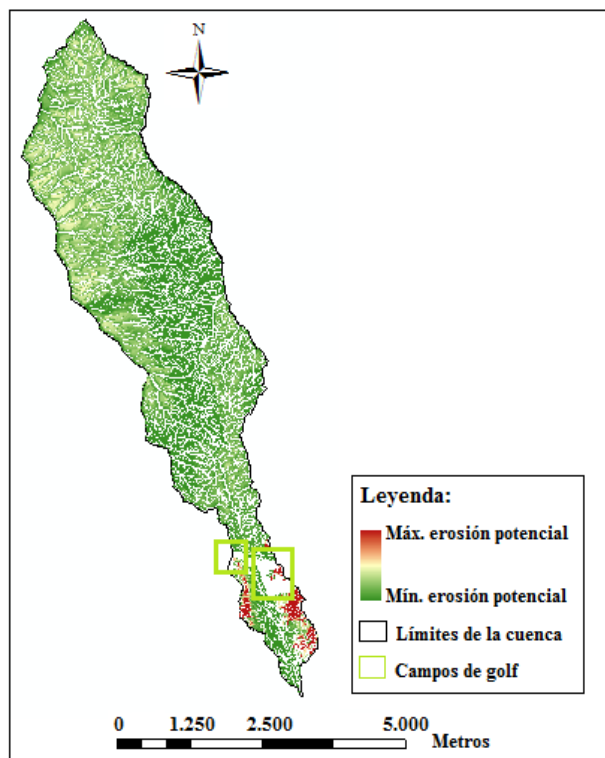 N
Leyenda:
Máx. erosión potencial
Mín. erosión potencial
Límites de la cuenca
Campos de golf
0 1.250 2.500 5.000
Metros